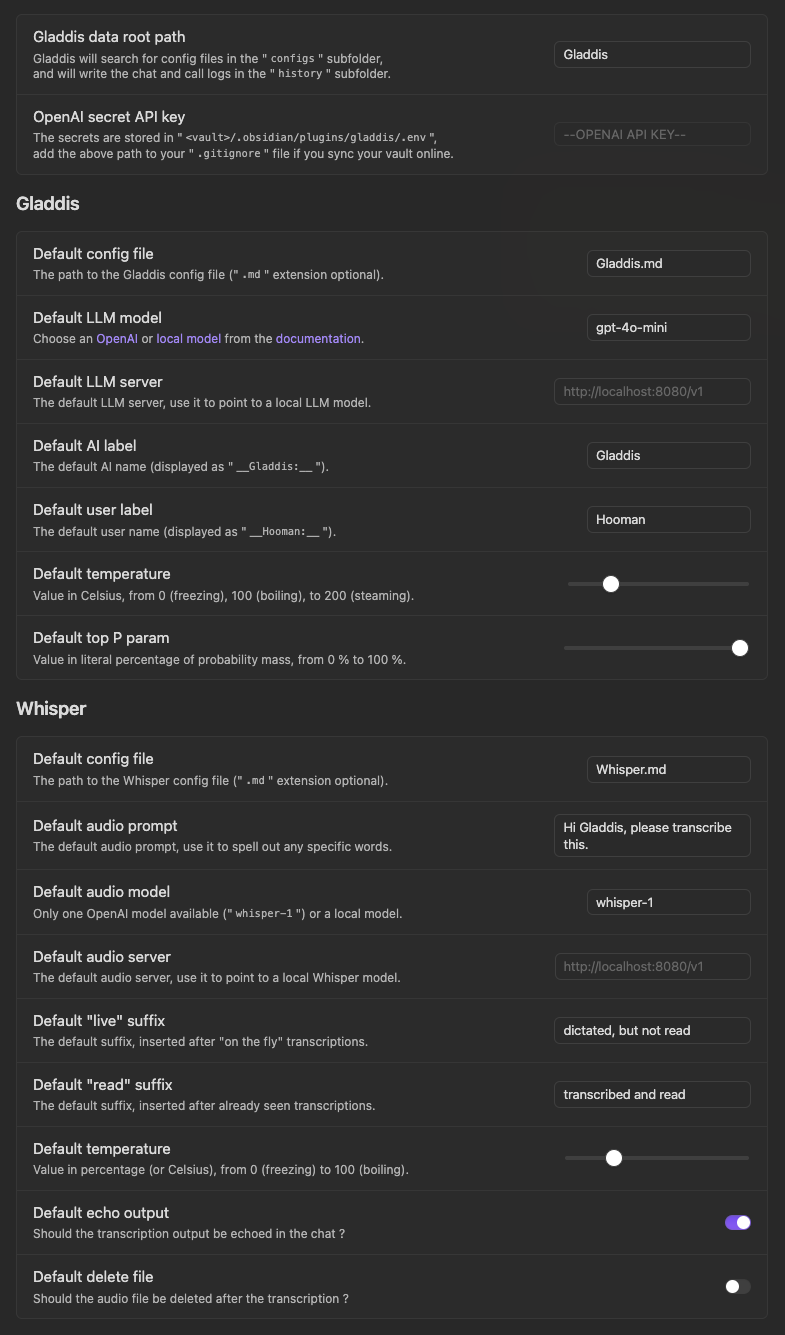 Gladdis data root path
Gladdis will search for config files in the " configs " subfolder,
and will write the chat and call logs in the " history " subfolder.
Gladdis
OpenAI secret API key
The secrets are stored in " <vault>/.obsidian/plugins/gladdis/.env ",
add the above path to your " .gitignore " file if you sync your vault online.
--OPENAI API KEY--
Gladdis
Default config file
The path to the Gladdis config file (" .md " extension optional).
Gladdis.md
Default LLM model
Choose an OpenAI or local model from the documentation.
gpt-4o-mini
Default LLM server
The default LLM server, use it to point to a local LLM model.
http://localhost:8080/v1
Default AI label
The default AI name (displayed as " __Gladdis:__ ").
Gladdis
Default user label
The default user name (displayed as " __Hooman:__ ").
Hooman
Default temperature
Value in Celsius, from 0 (freezing), 100 (boiling), to 200 (steaming).
Default top P param
Value in literal percentage of probability mass, from 0 % to 100 %.
Whisper
Default config file
The path to the Whisper config file (" .md " extension optional).
Whisper.md
Default audio prompt
The default audio prompt, use it to spell out any specific words.
Hi Gladdis, please transcribe
this.
Default audio model
Only one OpenAI model available (" whisper-1 ") or a local model.
whisper-1
Default audio server
The default audio server, use it to point to a local Whisper model.
http://localhost:8080/v1
Default "live" suffix
The default suffix, inserted after "on the fly" transcriptions.
dictated, but not read
Default "read" suffix
The default suffix, inserted after already seen transcriptions.
transcribed and read
Default temperature
Value in percentage (or Celsius), from 0 (freezing) to 100 (boiling).
Default echo output
Should the transcription output be echoed in the chat ?
Default delete file
Should the audio file be deleted after the transcription ?